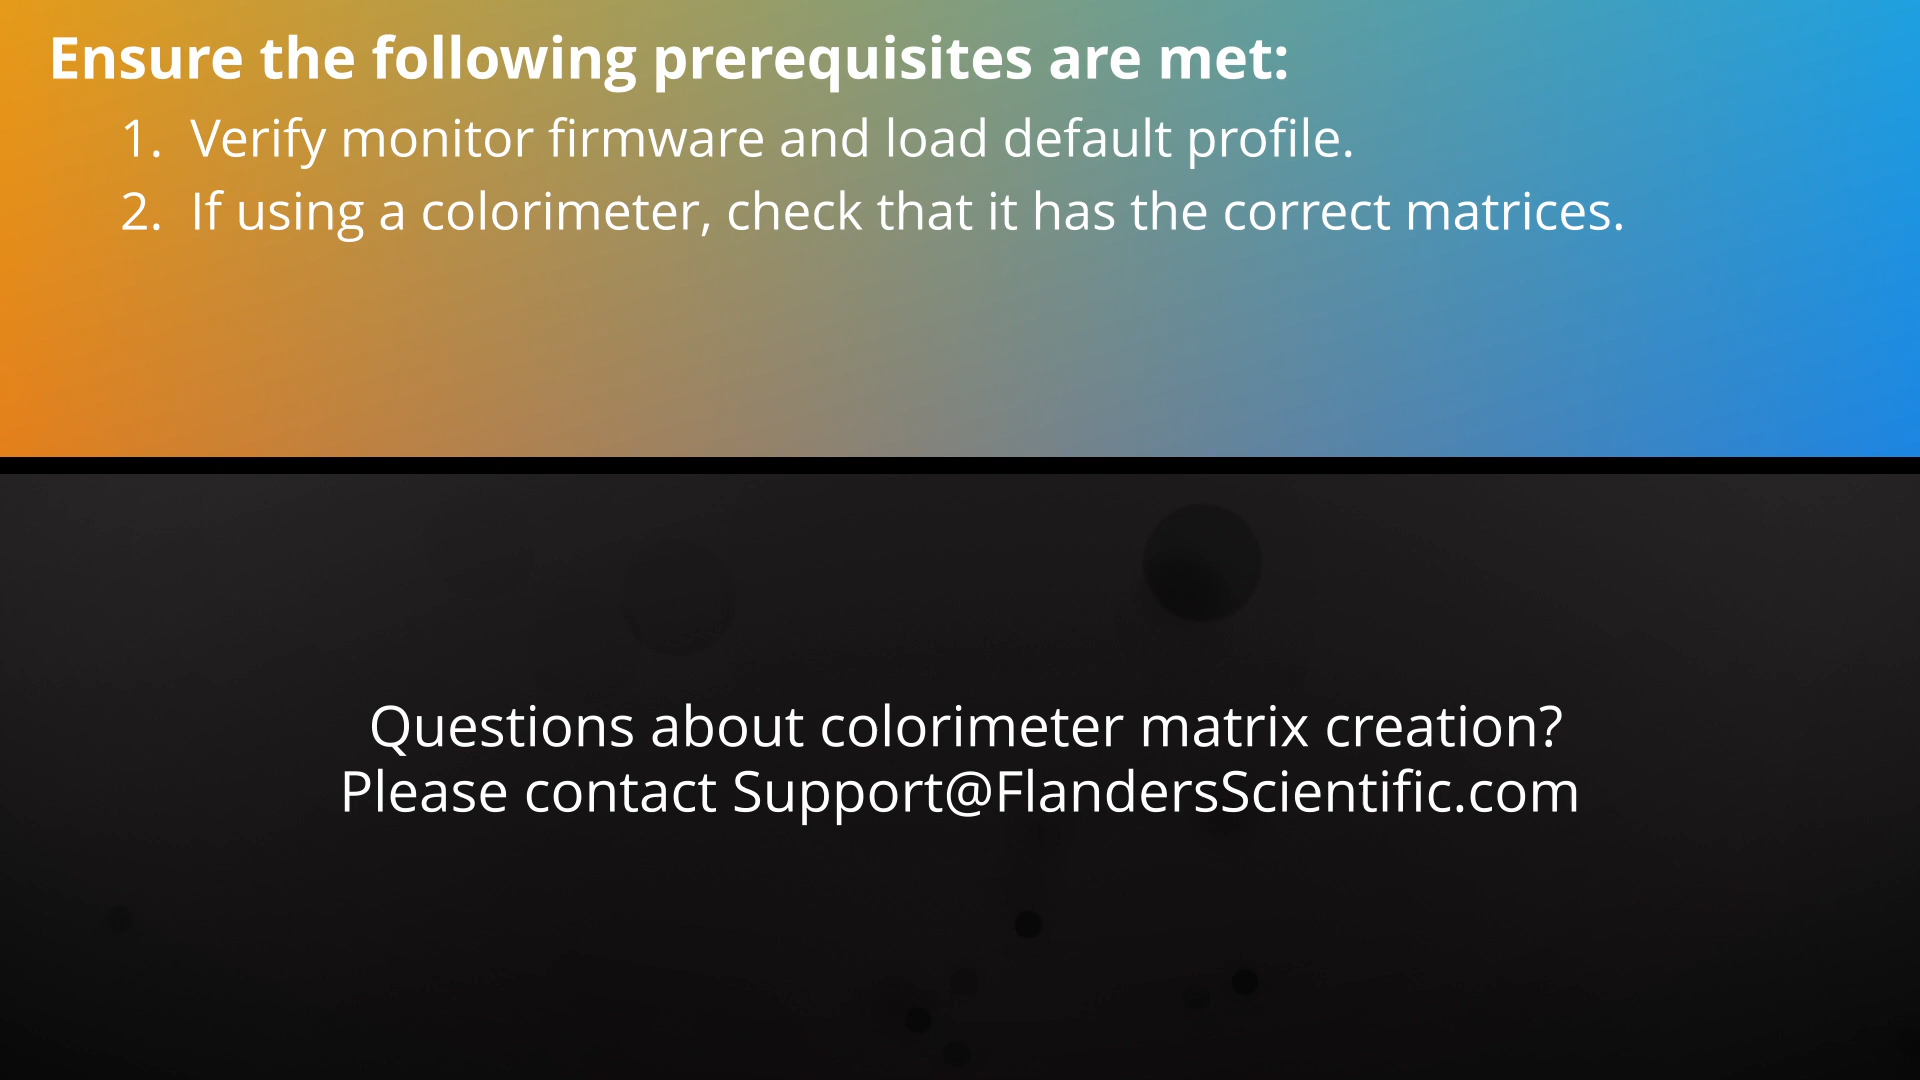 Ensure the following prerequisites are met:
1. Verify monitor firmware and load default profile.
2. If using a colorimeter, check that it has the correct matrices.
Questions about colorimeter matrix creation?
Please contact Support@FlandersScientific.com